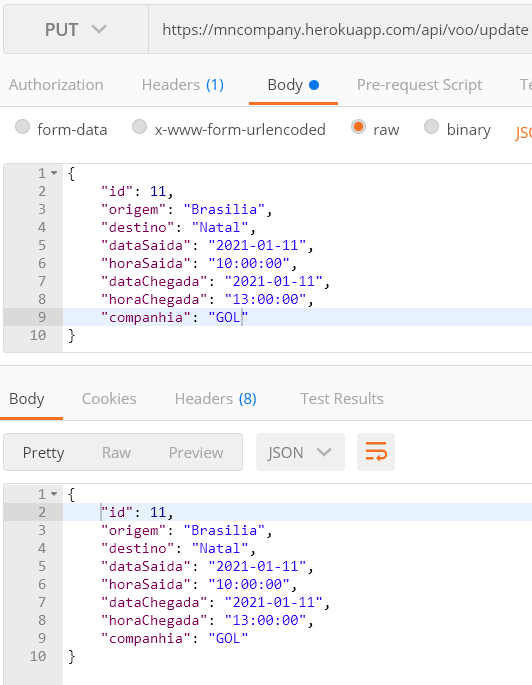 PUT https://mncompany.herokuapp.com/api/voo/update
Authorization Headers (1) Body Pre-request Script Te
form-data x-www-form-urlencoded raw binary JSO
1 {
2 "id": 11,
3 "origem": "Brasilia",
4 "destino": "Natal",
5 "dataSaida": "2021-01-11",
6 "horaSaida": "10:00:00",
7 "dataChegada": "2021-01-11",
8 "horaChegada": "13:00:00",
9 "companhia": "GOL"
10 }
Body Cookies Headers (8) Test Results
Pretty Raw Preview JSON
1 {
2 "id": 11,
3 "origem": "Brasilia",
4 "destino": "Natal",
5 "dataSaida": "2021-01-11",
6 "horaSaida": "10:00:00",
7 "dataChegada": "2021-01-11",
8 "horaChegada": "13:00:00",
9 "companhia": "GOL"
10 }